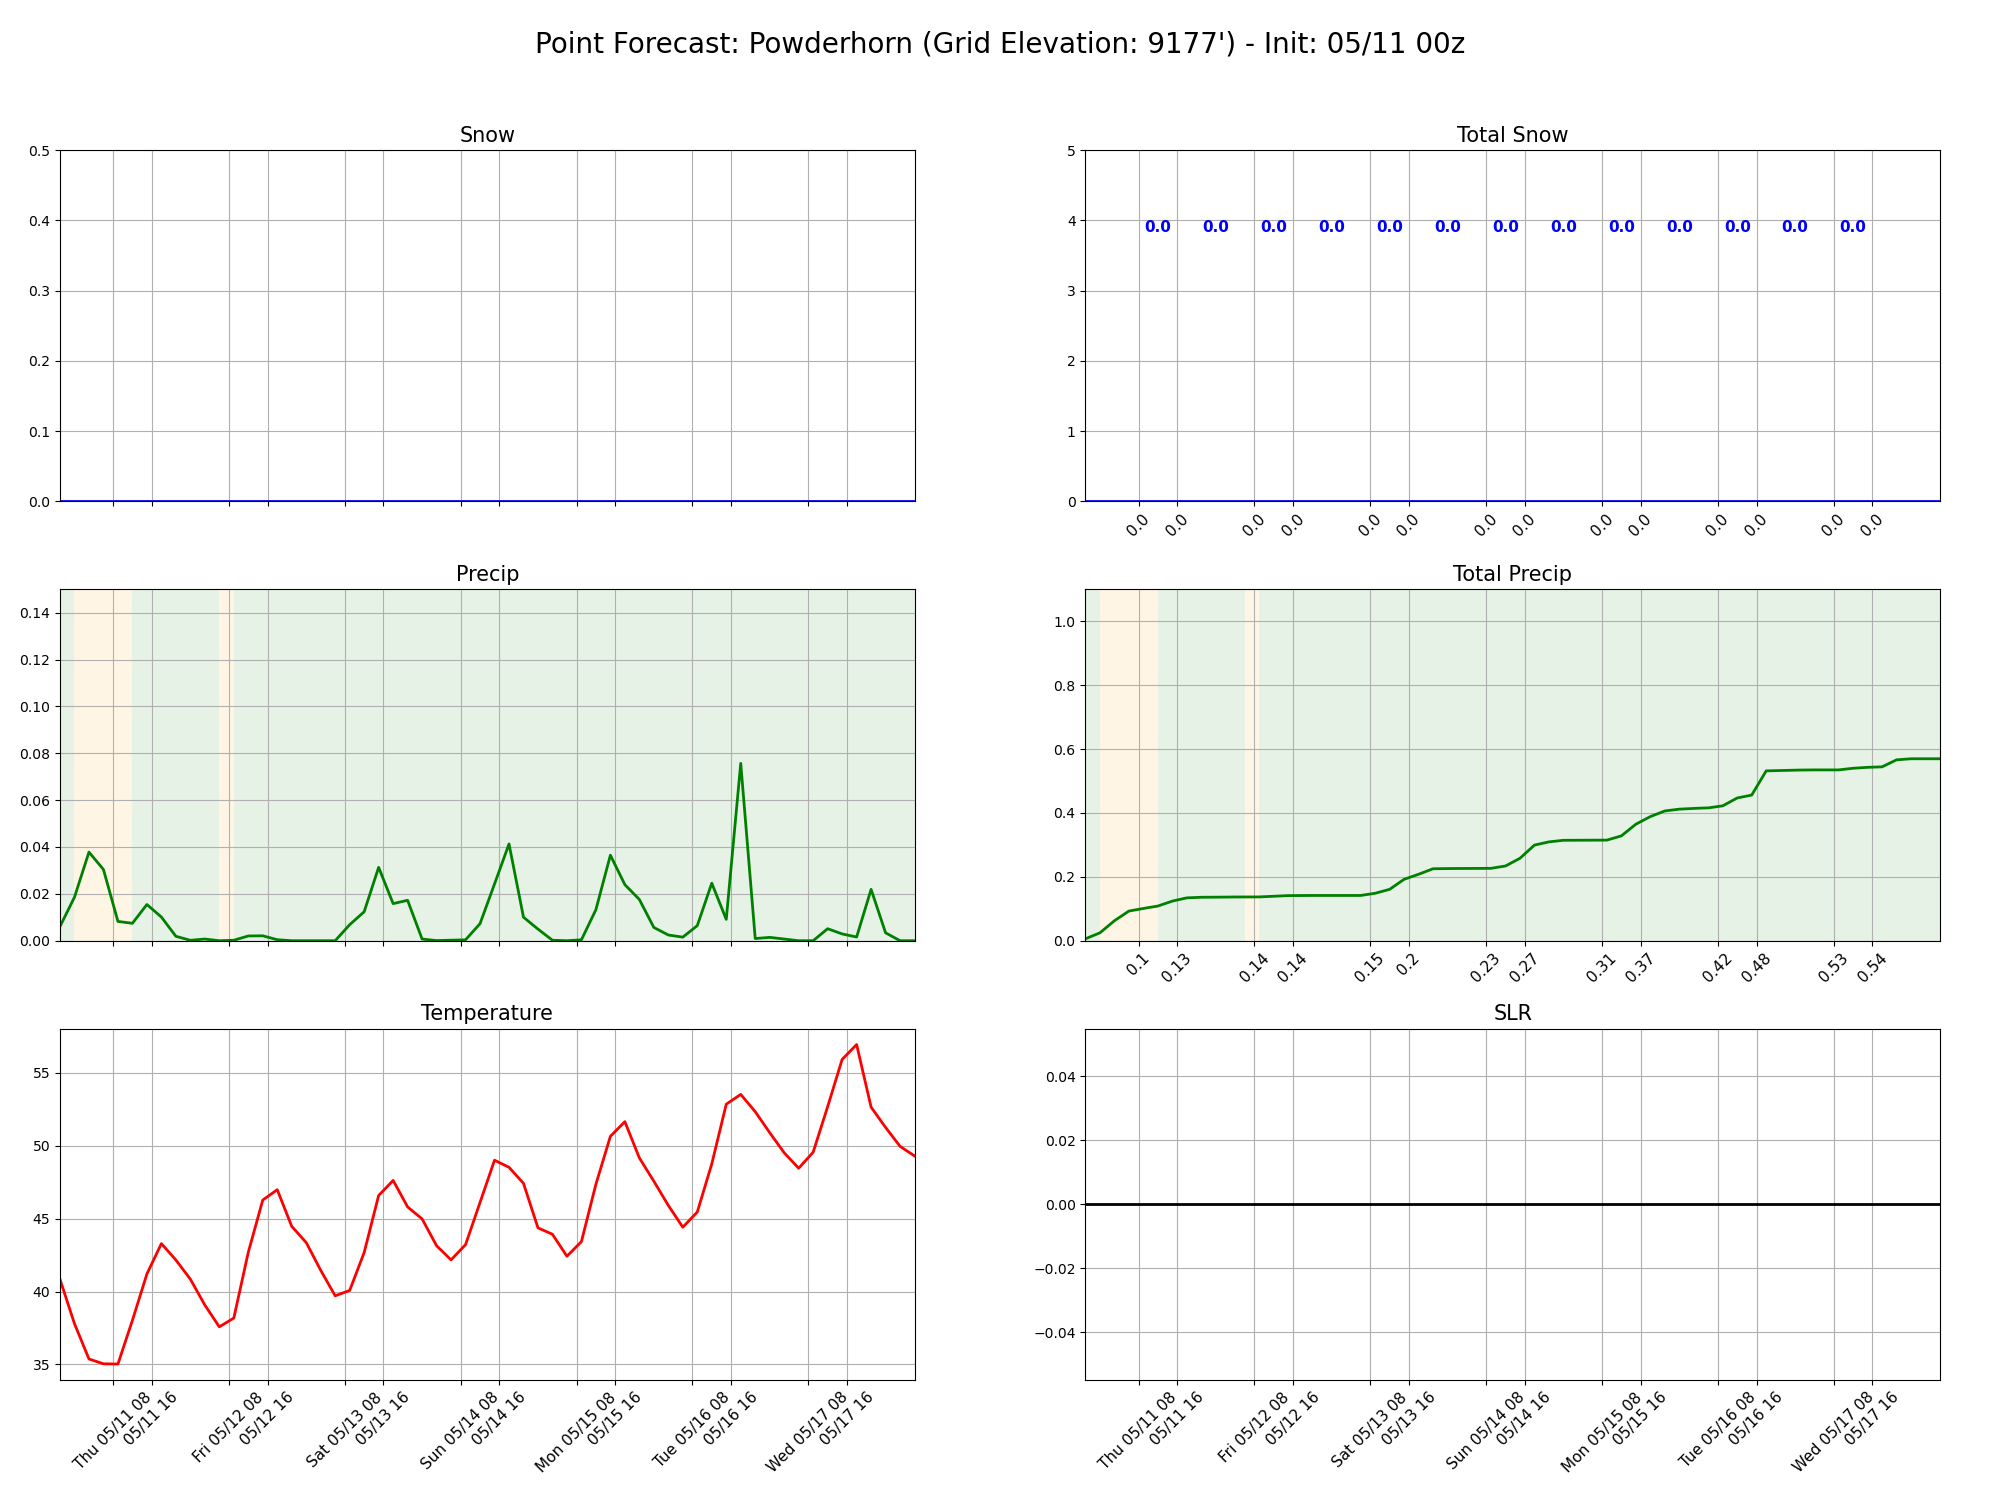 Point Forecast: Powderhorn (Grid Elevation: 9177') - Init: 05/11 00z
Snow
0.5
0.4
0.3
0.2
0.1
0.0
Total Snow
5
4
3
2
1
0
0.0 0.0 0.0 0.0 0.0 0.0 0.0 0.0 0.0 0.0 0.0 0.0 0.0
0.0 0.0 0.0 0.0 0.0 0.0 0.0 0.0 0.0 0.0 0.0 0.0 0.0 0.0
Precip
0.14
0.12
0.10
0.08
0.06
0.04
0.02
0.00
Total Precip
1.0
0.8
0.6
0.4
0.2
0.0
0.1 0.13 0.14 0.14 0.15 0.2 0.23 0.27 0.31 0.37 0.42 0.48 0.53 0.54
Temperature
55
50
45
40
35
Thu 05/11 08
05/11 16
Fri 05/12 08
05/12 16
Sat 05/13 08
05/13 16
Sun 05/14 08
05/14 16
Mon 05/15 08
05/15 16
Tue 05/16 08
05/16 16
Wed 05/17 08
05/17 16
SLR
0.04
0.02
0.00
−0.02
−0.04
Thu 05/11 08
05/11 16
Fri 05/12 08
05/12 16
Sat 05/13 08
05/13 16
Sun 05/14 08
05/14 16
Mon 05/15 08
05/15 16
Tue 05/16 08
05/16 16
Wed 05/17 08
05/17 16